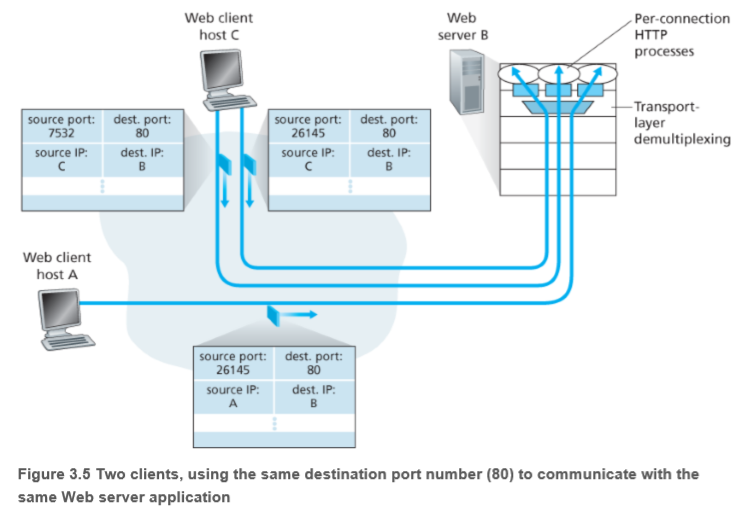 Web client
host C
Web
server B
Per-connection
HTTP
processes
Transport-
layer
demultiplexing
source port:
7532
dest. port:
80
source IP:
C
dest. IP:
B
source port:
26145
dest. port:
80
source IP:
C
dest. IP:
B
Web client
host A
source port:
26145
dest. port:
80
source IP:
A
dest. IP:
B
Figure 3.5 Two clients, using the same destination port number (80) to communicate with the
same Web server application